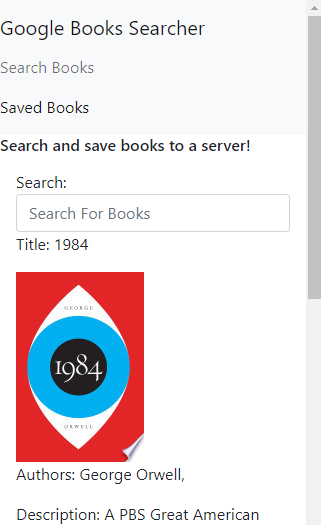 Google Books Searcher
Search Books
Saved Books
Search and save books to a server!
Search:
Search For Books
Title: 1984
GEORGE
1984
ORWELL
Authors: George Orwell,
Description: A PBS Great American